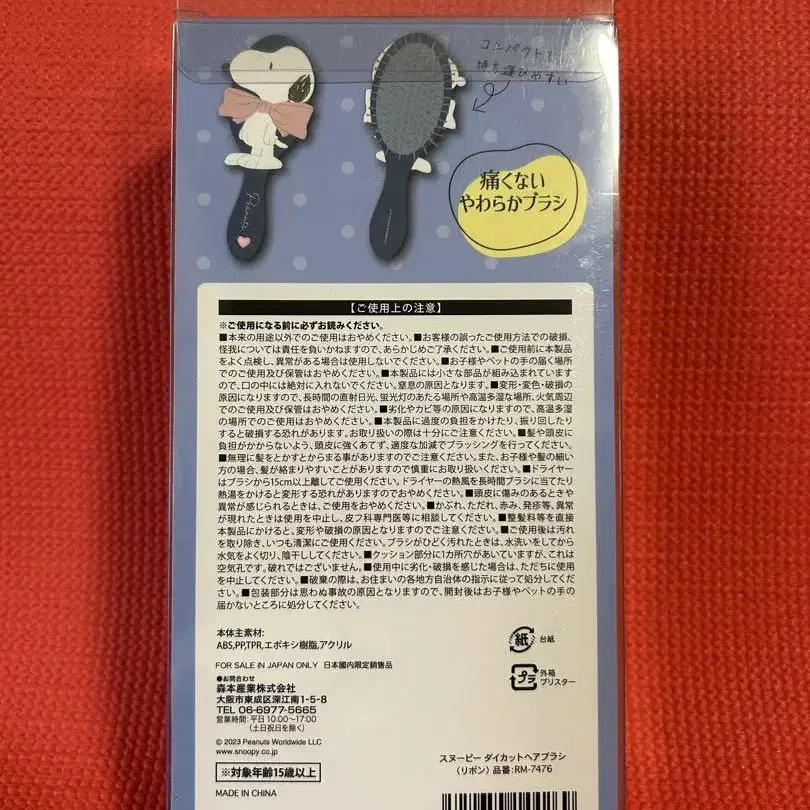 コンパクトで
持ち運びやすい
Peanuts
痛くない
やわらかブラシ
【ご使用上の注意】
※ご使用になる前に必ずお読みください。
■本来の用途以外でのご使用はおやめください。■お客様の誤ったご使用方法での破損、
怪我については責任を負いかねますので、あらかじめご了承ください。■ご使用前に本製品
をよく点検し、異常がある場合は使用しないでください。■お子様やペットの手の届く場所
でのご使用及び保管はおやめください。■本製品には小さな部品が組み込まれています
ので、口の中には絶対に入れないでください。窒息の原因となります。■変形・変色・破損の
原因になりますので、長時間の直射日光、蛍光灯のあたる場所や高温多湿な場所、火気周辺
でのご使用及び保管はおやめください。■劣化やカビ等の原因になりますので、高温多湿
の場所でのご使用はおやめください。■本製品に過度の負担をかけたり、振り回したり
すると破損する恐れがあります。お取り扱いの際は十分にご注意ください。■髪や頭皮に
負担がかからないよう、頭皮に強くあてず、適度な加減でブラッシングを行ってください。
■無理に髪をとかすとからまる事がありますのでご注意ください。また、お子様や髪の細い
方の場合、髪が絡まりやすいことがありますので慎重にお取り扱いください。■ドライヤー
はブラシから15cm以上離してご使用ください。ドライヤーの熱風を長時間ブラシに当てたり
熱湯をかけると変形する恐れがありますのでおやめください。■頭皮に傷みのあるときや
異常が感じられるときは、ご使用をおやめください。■かぶれ、ただれ、赤み、発疹等、異常
が現れたときは使用を中止し、皮フ科専門医等に相談してください。■整髪料等を直接
本製品にかけると、変形や破損の原因となりますのでご注意ください。■ご使用後は汚れ
を取り除き、いつも清潔にご使用ください。ブラシがひどく汚れたときは、水洗いをしてから
水気をよく切り、陰干ししてください。■クッション部分に1カ所穴があいていますが、これは
空気孔です。破れではございません。■使用中に劣化・破損を感じた場合は、ただちに使用
を中止してください。■破棄の際は、お住まいの各地方自治体の指示に従って処分してくだ
さい。■包装部分は思わぬ事故の原因となりますので、開封後はお子様やペットの手の
届かないところに処分してください。
本体主素材:
ABS,PP,TPR,エポキシ樹脂,アクリル
FOR SALE IN JAPAN ONLY 日本國内限定銷售品
●お問合わせ
森本産業株式会社
大阪市東成区深江南1-5-8
TEL 06-6977-5665
営業時間:平日10:00〜17:00
(土日祝日を除く)
© 2023 Peanuts Worldwide LLC
www.snoopy.co.jp
※対象年齢15歳以上
MADE IN CHINA
紙 台紙
プラ 外箱
ブリスター
スヌーピー ダイカットヘアブラシ
(リボン) 品番:RM-7476